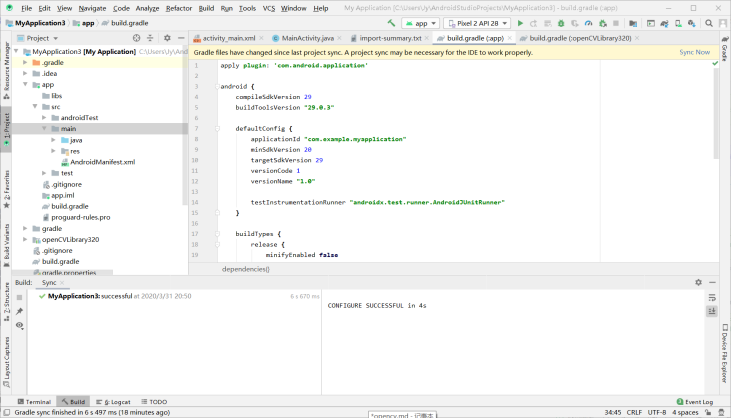 File Edit View Navigate Code Analyze Refactor Build Run Tools VCS Window Help
My Application [C:\Users\Uy\AndroidStudioProjects\MyApplication3] - build.gradle (:app)
MyApplication3 app build.gradle
app Pixel 2 API 28
Project
activity_main.xml MainActivity.java import-summary.txt build.gradle (:app) build.gradle (:openCVLibrary320)
Gradle files have changed since last project sync. A project sync may be necessary for the IDE to work properly. Sync Now
Resource Manager
1: Project
2: Favorites
Build Variants
7: Structure
Layout Captures
MyApplication3 [My Application] C:\Users\Uy\And
.gradle
.idea
app
libs
src
androidTest
main
java
res
AndroidManifest.xml
test
.gitignore
app.iml
build.gradle
proguard-rules.pro
gradle
openCVLibrary320
.gitignore
build.gradle
gradle.properties
1 apply plugin: 'com.android.application'
2
3 android {
4 compileSdkVersion 29
5 buildToolsVersion "29.0.3"
6
7 defaultConfig {
8 applicationId "com.example.myapplication"
9 minSdkVersion 20
10 targetSdkVersion 29
11 versionCode 1
12 versionName "1.0"
13
14 testInstrumentationRunner "androidx.test.runner.AndroidJUnitRunner"
15 }
16
17 buildTypes {
18 release {
19 minifyEnabled false
dependencies{}
Gradle
Device File Explorer
Build: Sync
MyApplication3: successful at 2020/3/31 20:50 6 s 670 ms
CONFIGURE SUCCESSFUL in 4s
Terminal Build 6: Logcat TODO Event Log
Gradle sync finished in 6 s 497 ms (18 minutes ago) 34:45 CRLF UTF-8 4 spaces
*opencv.md - 记事本